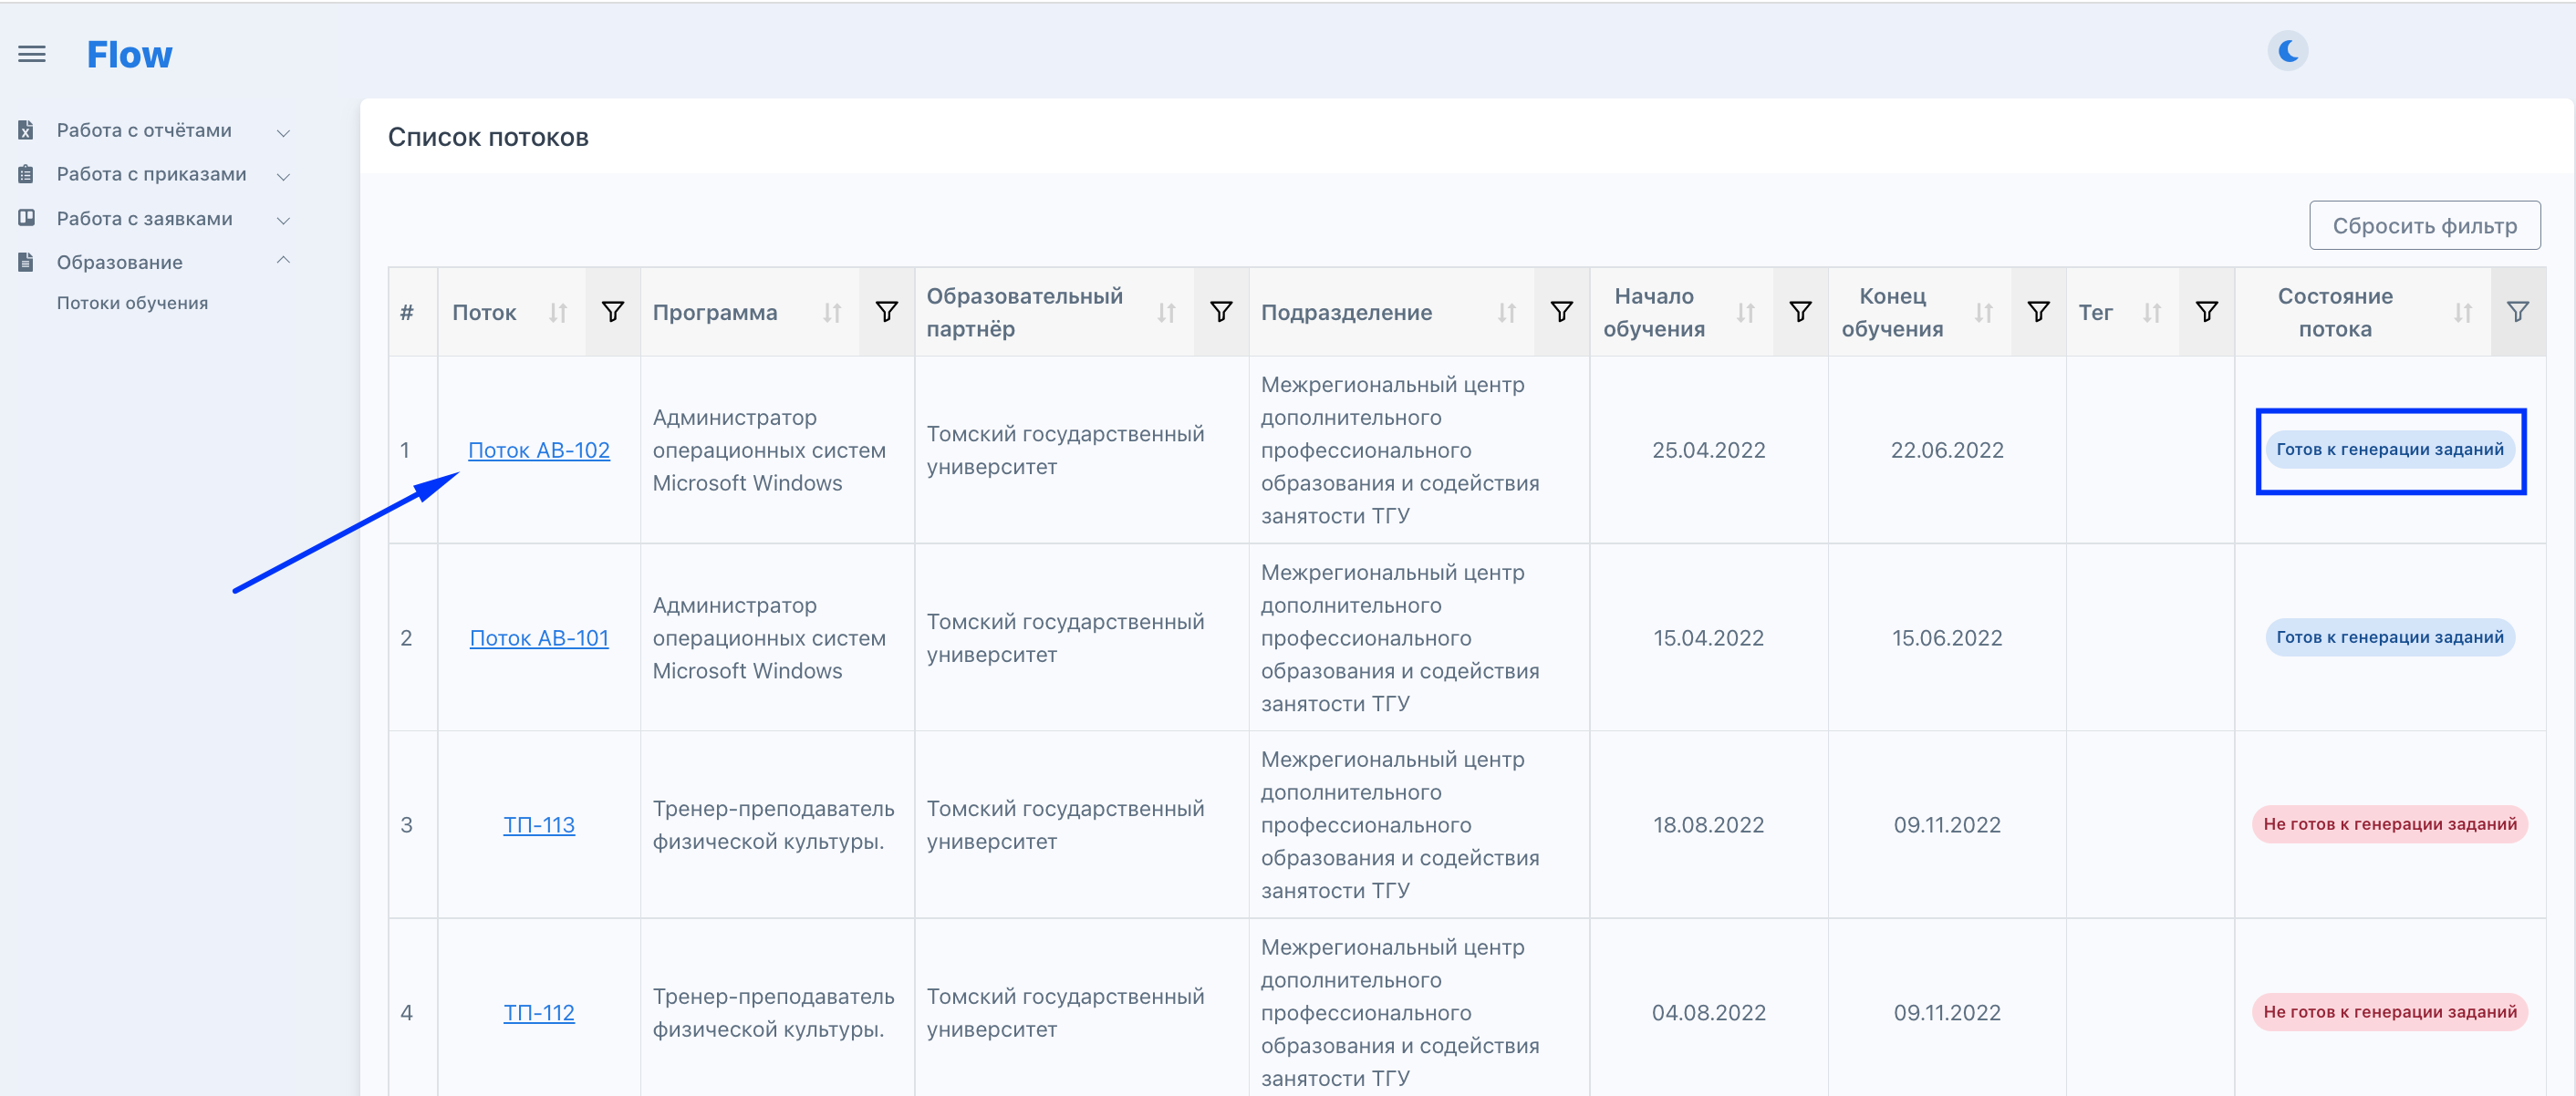 Flow
Работа с отчётами
Работа с приказами
Работа с заявками
Образование
Потоки обучения
Список потоков
Сбросить фильтр
#
Поток
Программа
Образовательный
партнёр
Подразделение
Начало
обучения
Конец
обучения
Тег
Состояние
потока
1
Поток АВ-102
Администратор
операционных систем
Microsoft Windows
Томский государственный
университет
Межрегиональный центр
дополнительного
профессионального
образования и содействия
занятости ТГУ
25.04.2022
22.06.2022
Готов к генерации заданий
2
Поток АВ-101
Администратор
операционных систем
Microsoft Windows
Томский государственный
университет
Межрегиональный центр
дополнительного
профессионального
образования и содействия
занятости ТГУ
15.04.2022
15.06.2022
Готов к генерации заданий
3
ТП-113
Тренер-преподаватель
физической культуры.
Томский государственный
университет
Межрегиональный центр
дополнительного
профессионального
образования и содействия
занятости ТГУ
18.08.2022
09.11.2022
Не готов к генерации заданий
4
ТП-112
Тренер-преподаватель
физической культуры.
Томский государственный
университет
Межрегиональный центр
дополнительного
профессионального
образования и содействия
занятости ТГУ
04.08.2022
09.11.2022
Не готов к генерации заданий